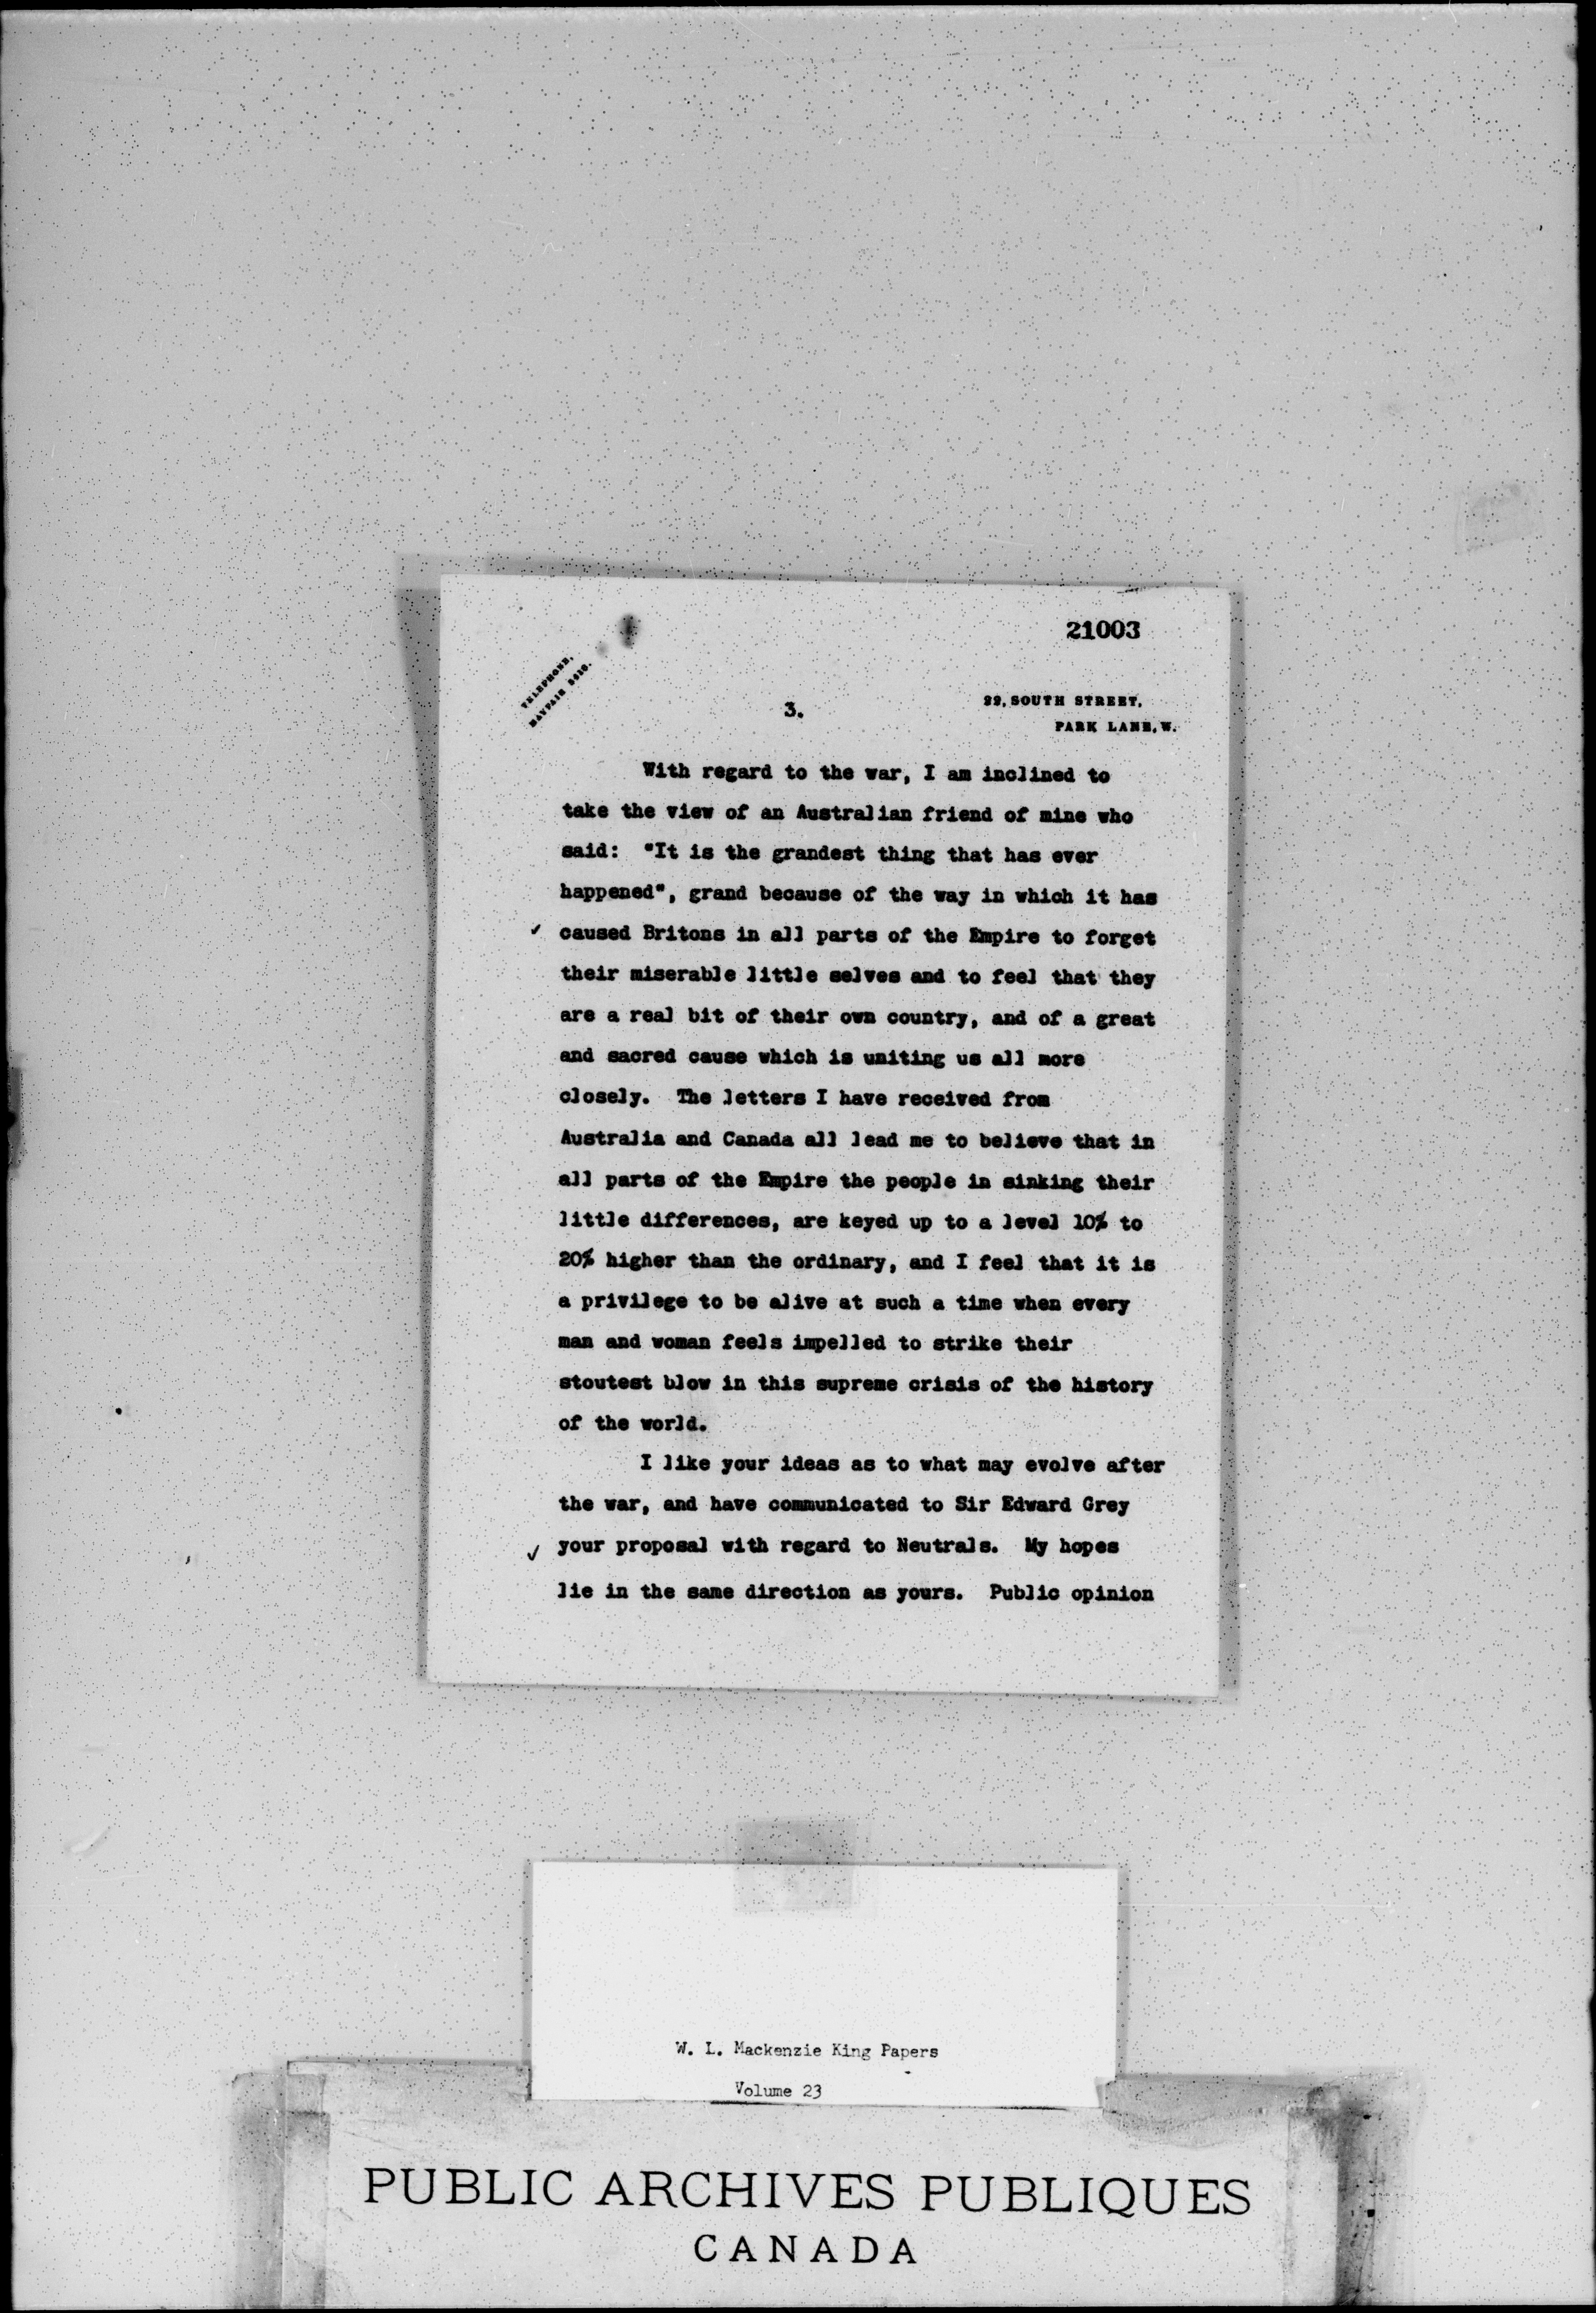 21003
TELEPHONE,
MAYFAIR
3.
22, SOUTH STREET,
PARK LANE, W.
With regard to the war, I am inclined to
take the view of an Australian friend of mine who
said: "It is the grandest thing that has ever
happened", grand because of the way in which it has
caused Britons in all parts of the Empire to forget
their miserable little selves and to feel that they
are a real bit of their own country, and of a great
and sacred cause which is uniting us all more
closely. The letters I have received from
Australia and Canada all lead me to believe that in
all parts of the Empire the people in sinking their
little differences, are keyed up to a level 10% to
20% higher than the ordinary, and I feel that it is
a privilege to be alive at such a time when every
man and woman feels impelled to strike their
stoutest blow in this supreme crisis of the history
of the world.
I like your ideas as to what may evolve after
the war, and have communicated to Sir Edward Grey
your proposal with regard to Neutrals. My hopes
lie in the same direction as yours. Public opinion
W. L. Mackenzie King Papers
Volume 23
PUBLIC ARCHIVES PUBLIQUES
CANADA